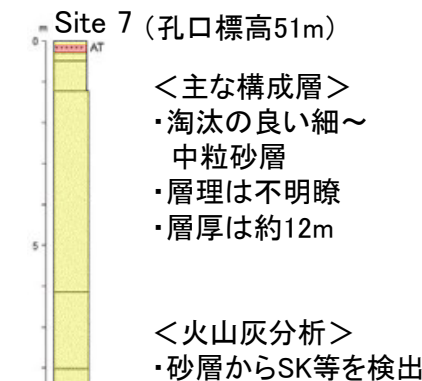 Site 7（孔口標高51m）
m
0
AT
＜主な構成層＞
・淘汰の良い細～
中粒砂層
・層理は不明瞭
・層厚は約12m
5
＜火山灰分析＞
・砂層からSK等を検出